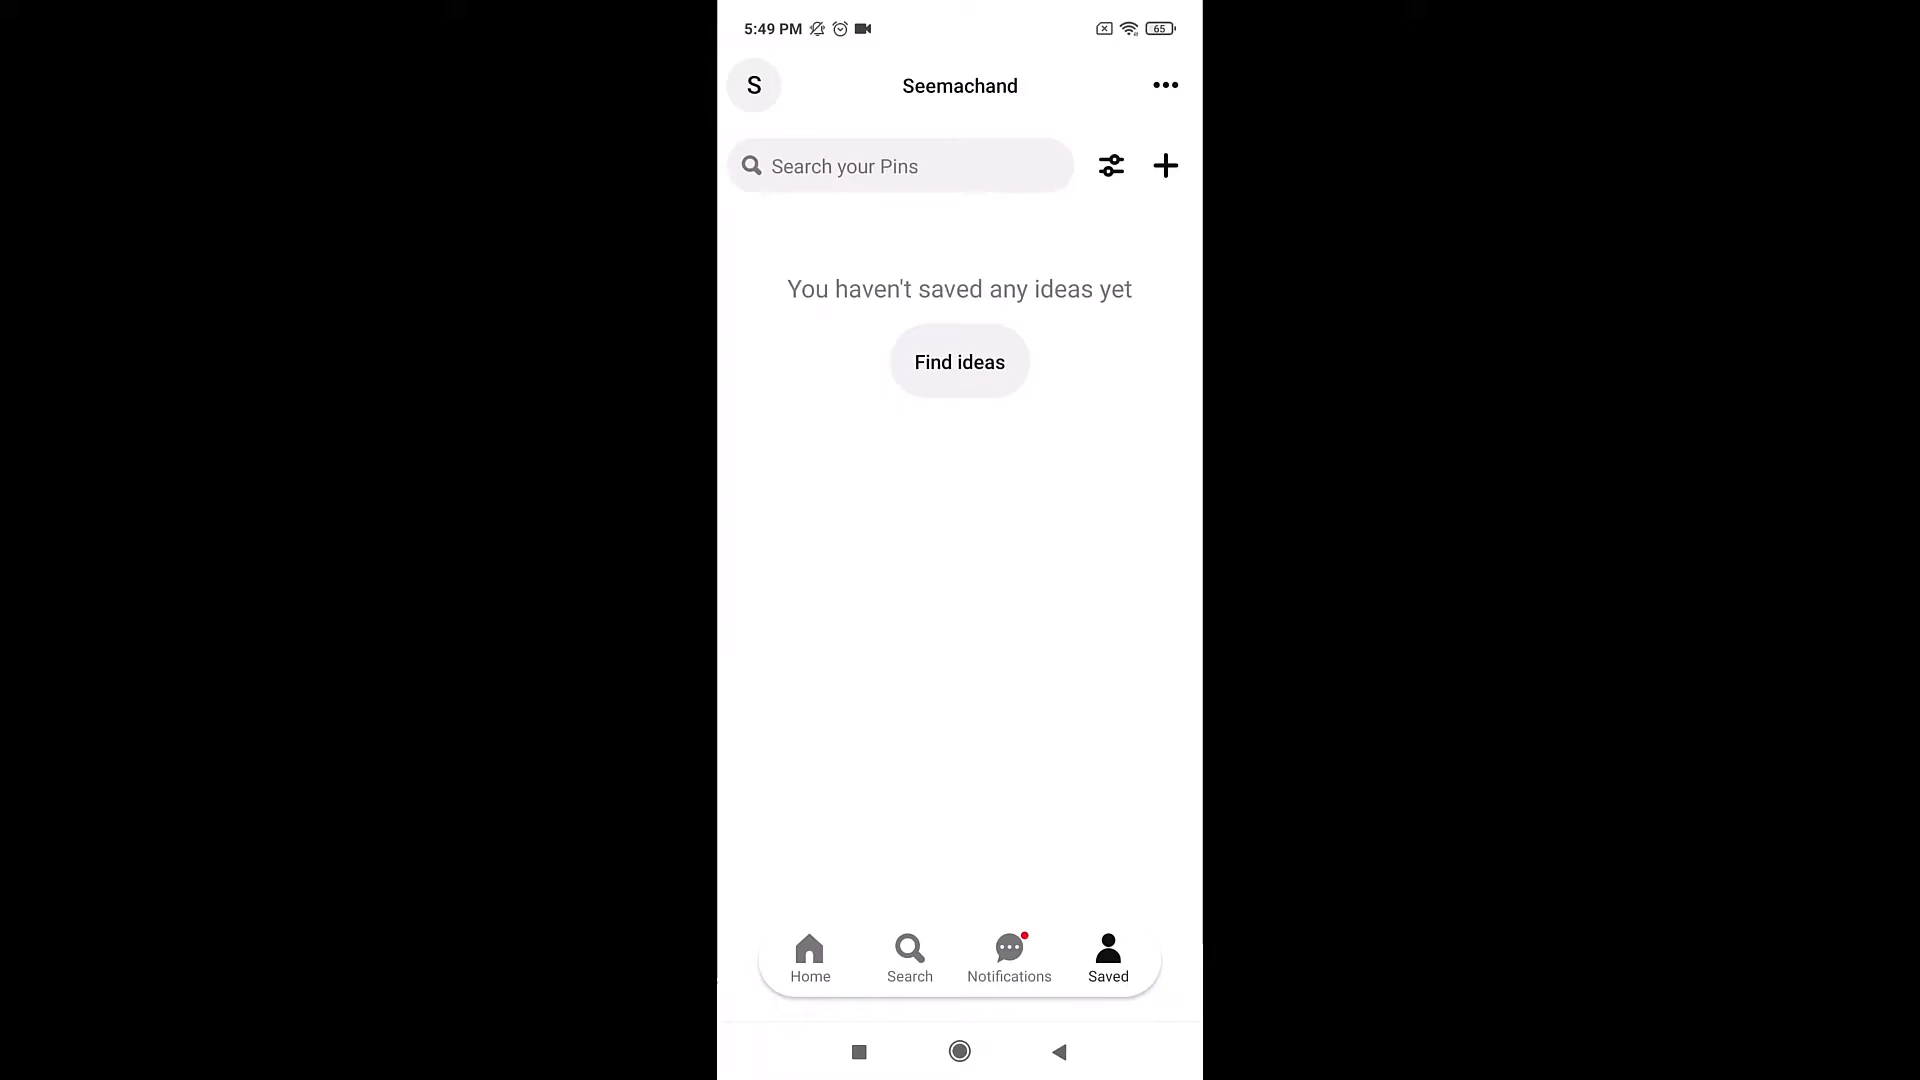 5:49 PM
65
S
Seemachand
Search your Pins
You haven't saved any ideas yet
Find ideas
Home
Search
Notifications
Saved